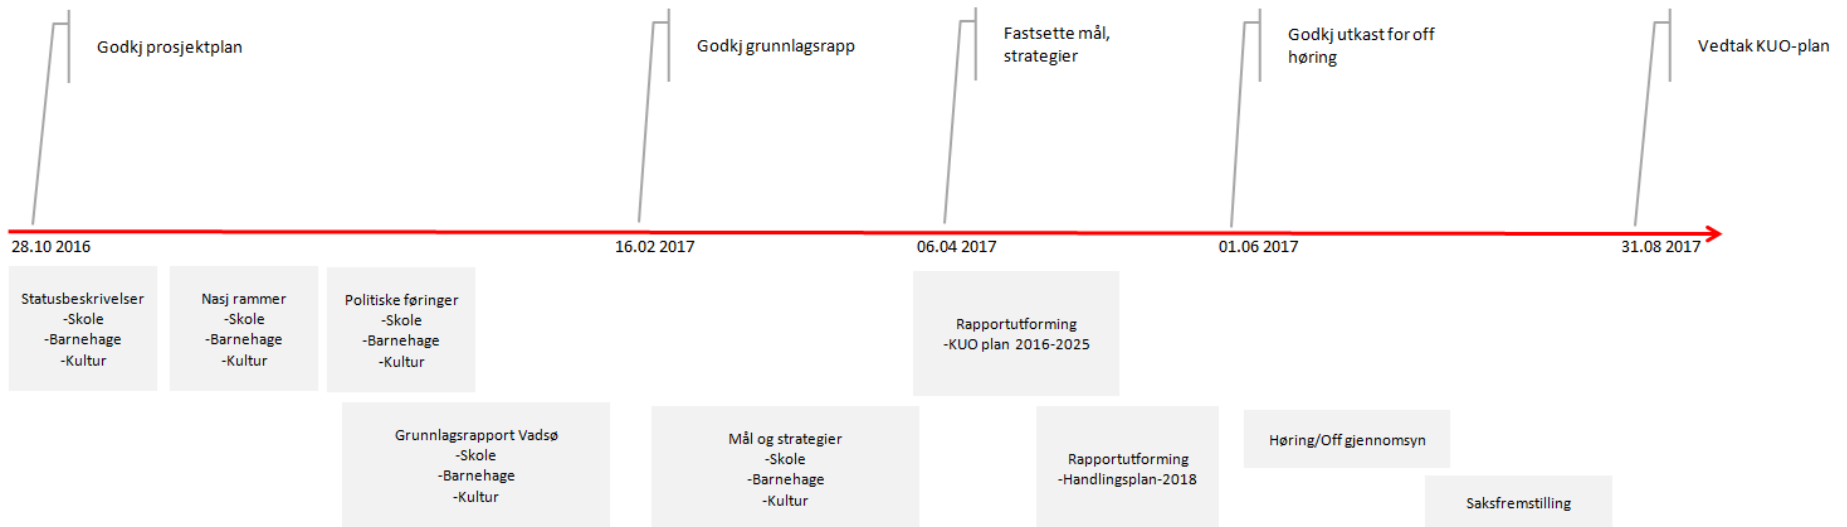 Godkj prosjektplan
Godkj grunnlagsrapp
Fastsette mål,
strategier
Godkj utkast for off
høring
Vedtak KUO-plan
28.10 2016
16.02 2017
06.04 2017
01.06 2017
31.08 2017
Statusbeskrivelser
-Skole
-Barnehage
-Kultur
Nasj rammer
-Skole
-Barnehage
-Kultur
Politiske føringer
-Skole
-Barnehage
-Kultur
Rapportutforming
-KUO plan 2016-2025
Grunnlagsrapport Vadsø
-Skole
-Barnehage
-Kultur
Mål og strategier
-Skole
-Barnehage
-Kultur
Rapportutforming
-Handlingsplan-2018
Høring/Off gjennomsyn
Saksfremstilling